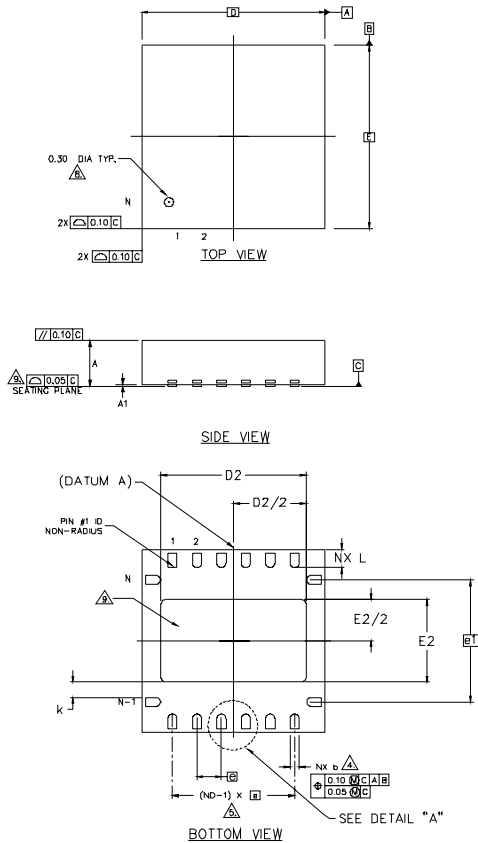 D
A
B
E
0.30 DIA TYP.
8
N
2X ⌓ 0.10 C
1 2
2X ⌓ 0.10 C
TOP VIEW
// 0.10 C
A
C
9 ⌓ 0.05 C
SEATING PLANE
A1
SIDE VIEW
D2
(DATUM A)
D2/2
PIN #1 ID
NON-RADIUS
1 2
NX L
N
9
E2/2
E2
e1
k
N-1
e
NX b 4
(ND-1) X e
5
⌖ 0.10 Ⓜ C A B
0.05 Ⓜ C
SEE DETAIL "A"
BOTTOM VIEW